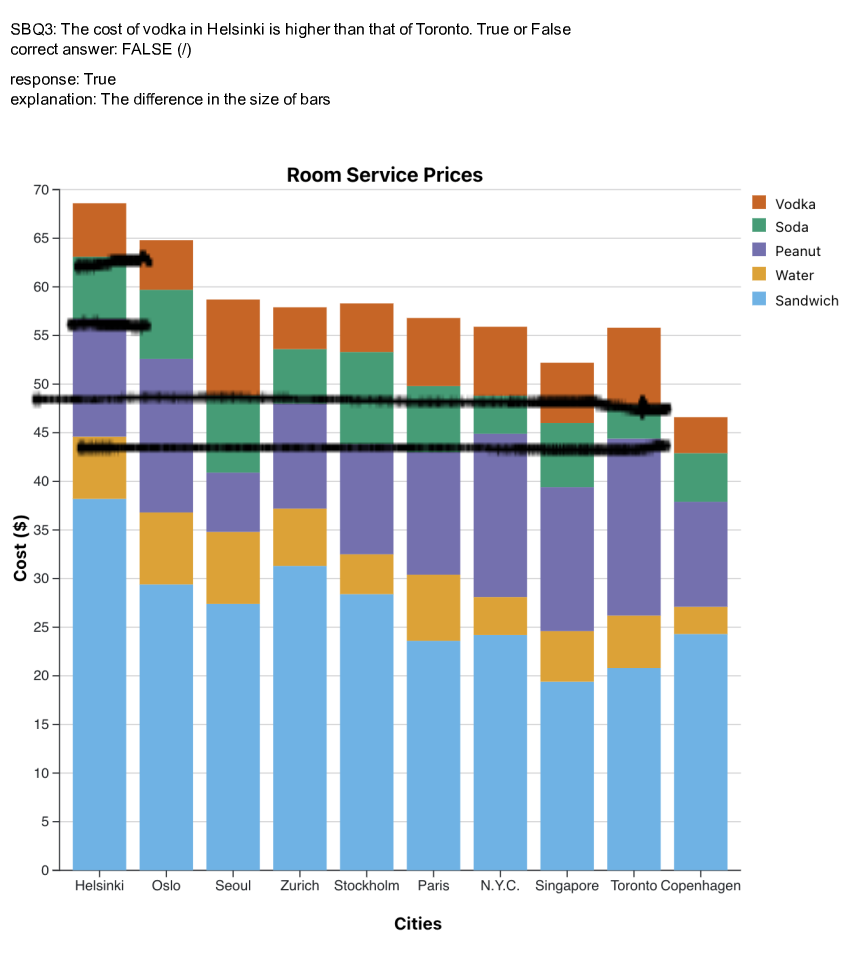 SBQ3: The cost of vodka in Helsinki is higher than that of Toronto. True or False
correct answer: FALSE (/)
response: True
explanation: The difference in the size of bars
Room Service Prices
70
65
60
55
50
45
40
35
30
25
20
15
10
5
0
Cost ($)
Vodka
Soda
Peanut
Water
Sandwich
Helsinki Oslo Seoul Zurich Stockholm Paris N.Y.C. Singapore Toronto Copenhagen
Cities